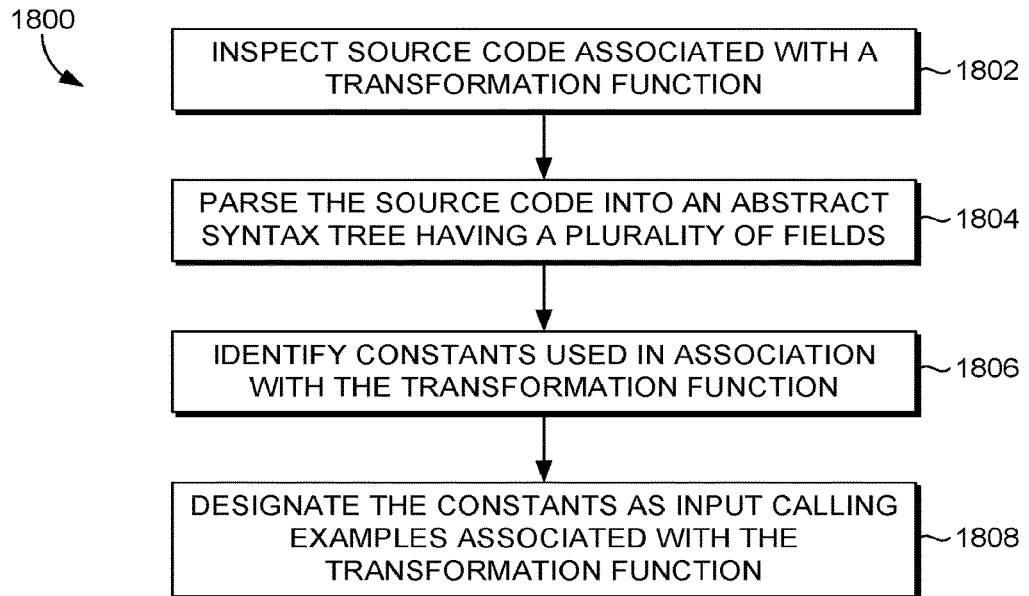 1800
INSPECT SOURCE CODE ASSOCIATED WITH A
TRANSFORMATION FUNCTION
1802
PARSE THE SOURCE CODE INTO AN ABSTRACT
SYNTAX TREE HAVING A PLURALITY OF FIELDS
1804
IDENTIFY CONSTANTS USED IN ASSOCIATION
WITH THE TRANSFORMATION FUNCTION
1806
DESIGNATE THE CONSTANTS AS INPUT CALLING
EXAMPLES ASSOCIATED WITH THE
TRANSFORMATION FUNCTION
1808